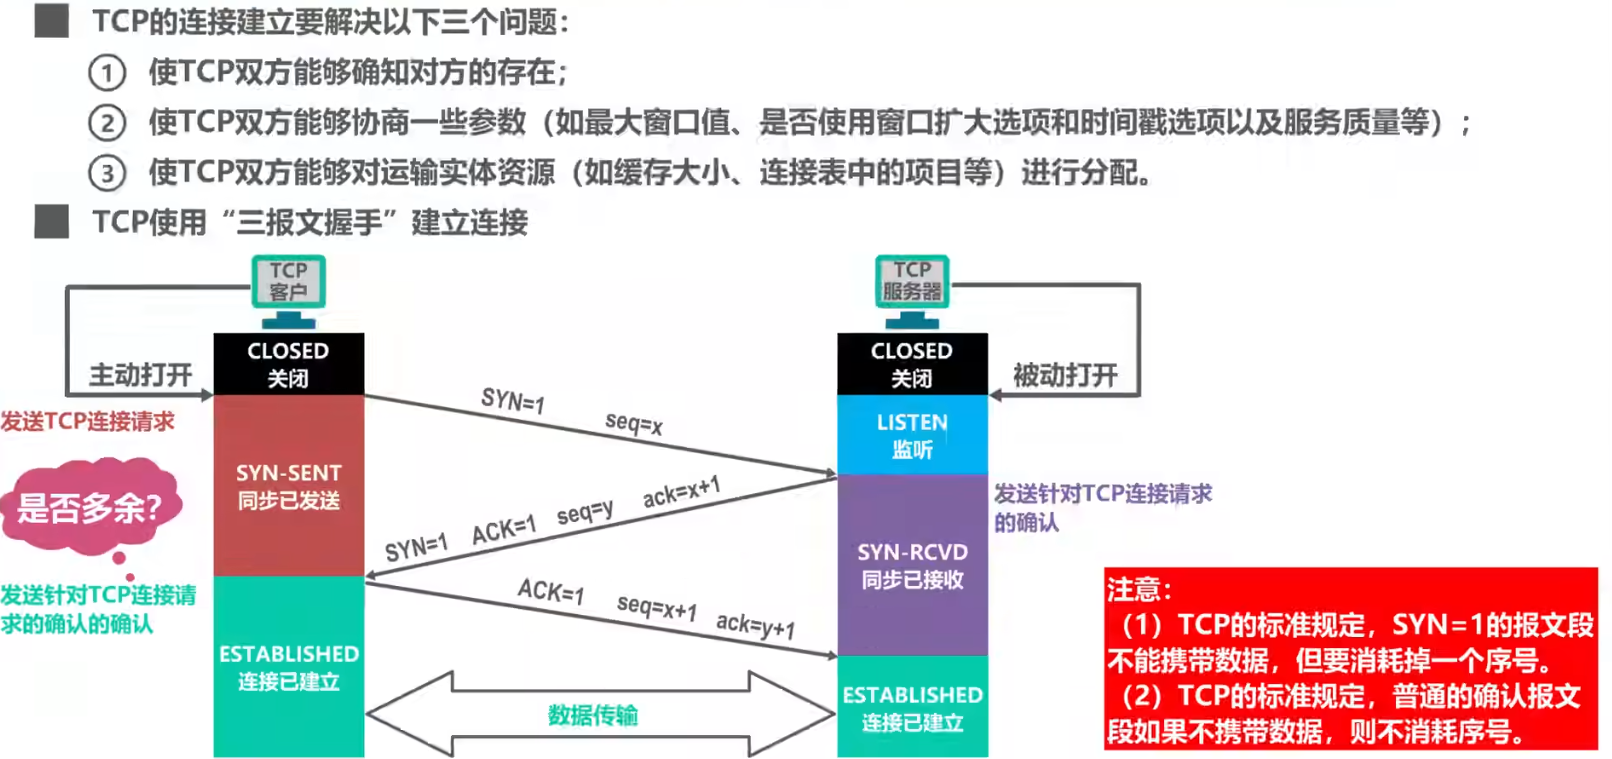 TCP的连接建立要解决以下三个问题：
① 使TCP双方能够确知对方的存在；
② 使TCP双方能够协商一些参数（如最大窗口值、是否使用窗口扩大选项和时间戳选项以及服务质量等）；
③ 使TCP双方能够对运输实体资源（如缓存大小、连接表中的项目等）进行分配。
TCP使用“三报文握手”建立连接
TCP
客户
TCP
服务器
CLOSED
关闭
CLOSED
关闭
主动打开
被动打开
发送TCP连接请求
SYN=1 seq=x
LISTEN
监听
SYN-SENT
同步已发送
是否多余?
SYN=1 ACK=1 seq=y ack=x+1
发送针对TCP连接请求
的确认
SYN-RCVD
同步已接收
发送针对TCP连接请
求的确认的确认
ACK=1 seq=x+1 ack=y+1
ESTABLISHED
连接已建立
ESTABLISHED
连接已建立
数据传输
注意：
（1）TCP的标准规定，SYN=1的报文段
不能携带数据，但要消耗掉一个序号。
（2）TCP的标准规定，普通的确认报文
段如果不携带数据，则不消耗序号。